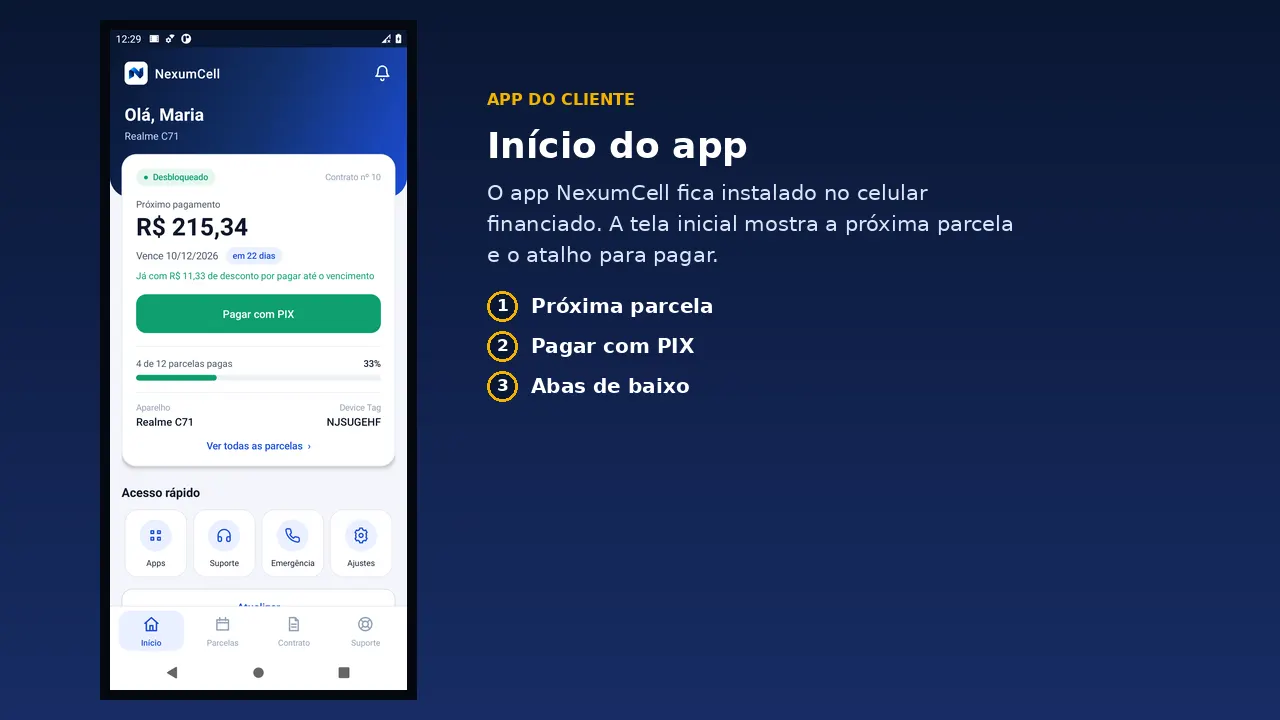 12:29
NexumCell
Olá, Maria
Realme C71
Desbloqueado
Contrato nº 10
Próximo pagamento
R$ 215,34
Vence 10/12/2026
em 22 dias
Já com R$ 11,33 de desconto por pagar até o vencimento
Pagar com PIX
4 de 12 parcelas pagas
33%
Aparelho
Device Tag
Realme C71
NJSUGEHF
Ver todas as parcelas ›
Acesso rápido
Apps
Suporte
Emergência
Ajustes
Atualizar
Início
Parcelas
Contrato
Suporte
APP DO CLIENTE
Início do app
O app NexumCell fica instalado no celular
financiado. A tela inicial mostra a próxima parcela
e o atalho para pagar.
1 Próxima parcela
2 Pagar com PIX
3 Abas de baixo